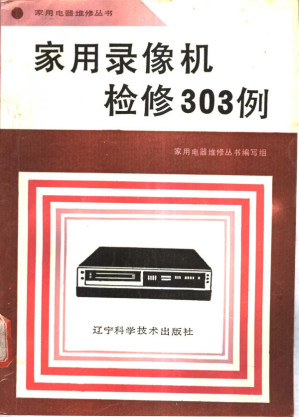 家用电器维修丛书
家用录像机
检修303例
家用电器维修丛书编写组
辽宁科学技术出版社